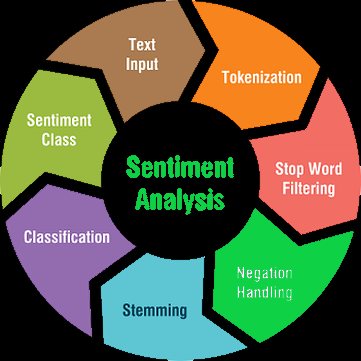 Text
Input
Tokenization
Stop Word
Filtering
Negation
Handling
Stemming
Classification
Sentiment
Class
Sentiment
Analysis